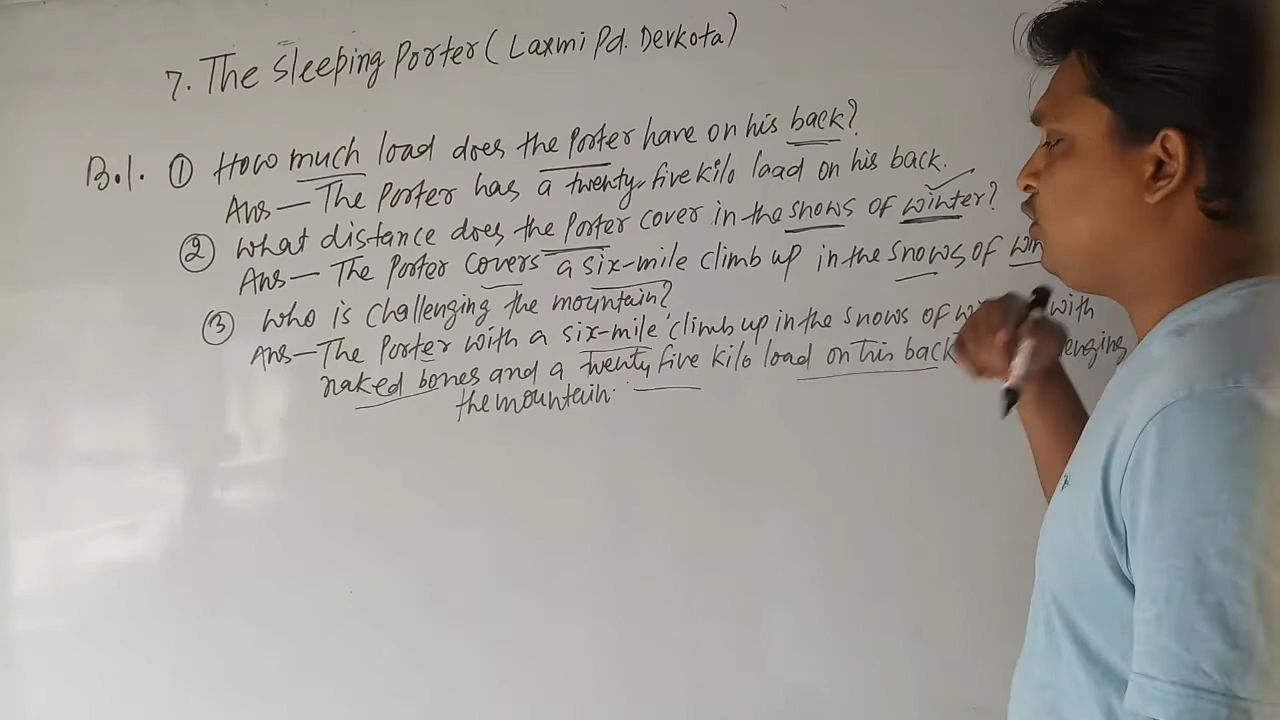 7. The Sleeping Porter (Laxmi Pd. Devkota)
B.1. ① How much load does the Porter have on his back?
Ans — The Porter has a twenty-five kilo load on his back.
② What distance does the Porter cover in the snows of winter?
Ans — The Porter covers a six-mile climb up in the snows of
③ Who is challenging the mountain?
Ans — The Porter with a six-mile climb up in the snows of with
naked bones and a twenty five kilo load on his back
the mountain.